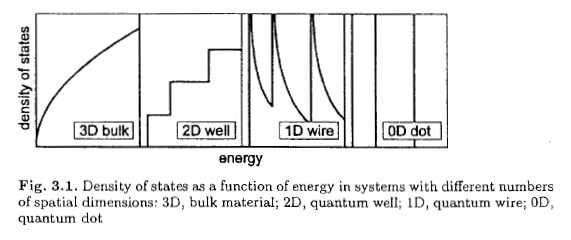 density of states
3D bulk
2D well
1D wire
0D dot
energy
Fig. 3.1. Density of states as a function of energy in systems with different numbers
of spatial dimensions: 3D, bulk material; 2D, quantum well; 1D, quantum wire; 0D,
quantum dot